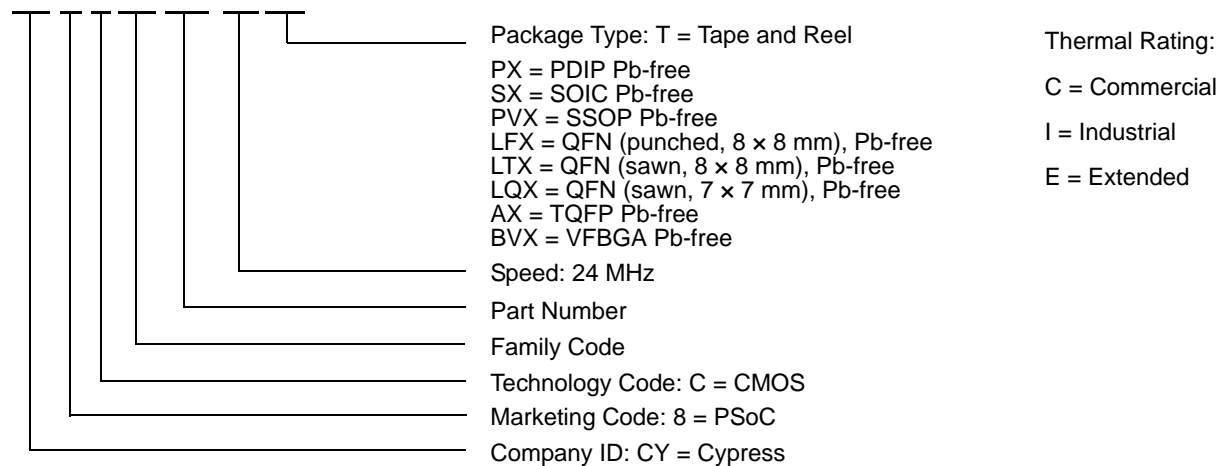 Package Type: T = Tape and Reel
PX = PDIP Pb-free
SX = SOIC Pb-free
PVX = SSOP Pb-free
LFX = QFN (punched, 8 × 8 mm), Pb-free
LTX = QFN (sawn, 8 × 8 mm), Pb-free
LQX = QFN (sawn, 7 × 7 mm), Pb-free
AX = TQFP Pb-free
BVX = VFBGA Pb-free
Speed: 24 MHz
Part Number
Family Code
Technology Code: C = CMOS
Marketing Code: 8 = PSoC
Company ID: CY = Cypress
Thermal Rating:
C = Commercial
I = Industrial
E = Extended